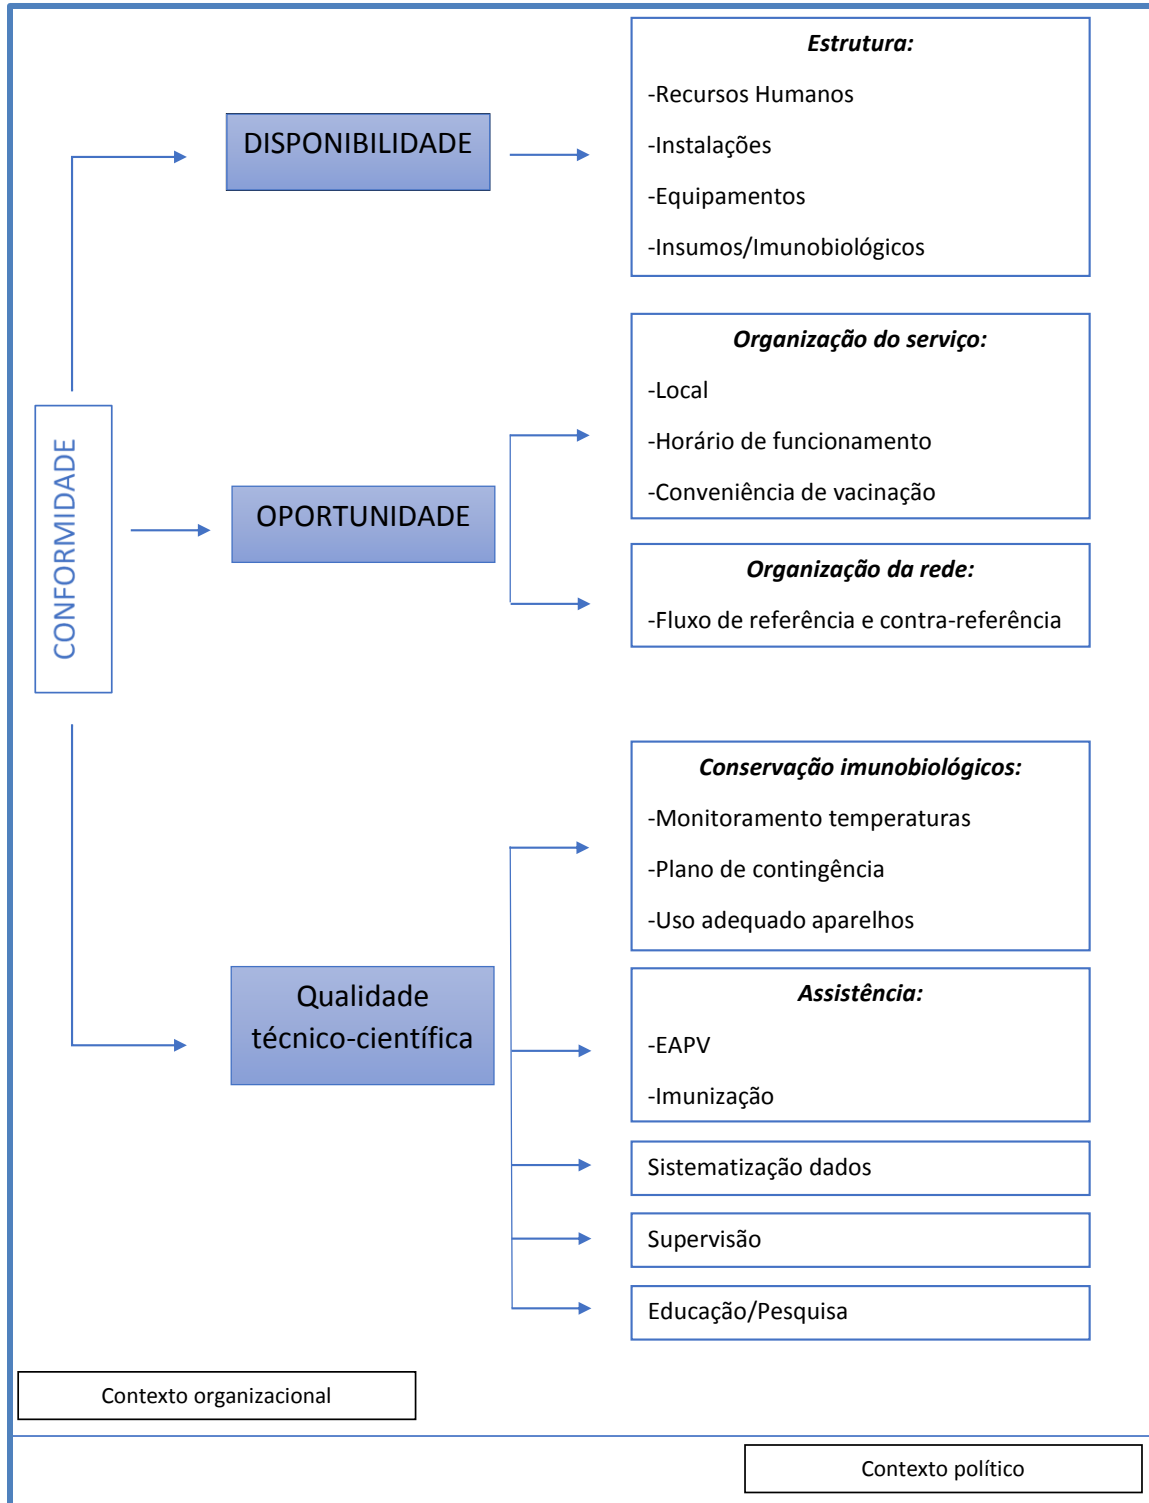 CONFORMIDADE
DISPONIBILIDADE
Estrutura:
-Recursos Humanos
-Instalações
-Equipamentos
-Insumos/Imunobiológicos
OPORTUNIDADE
Organização do serviço:
-Local
-Horário de funcionamento
-Conveniência de vacinação
Organização da rede:
-Fluxo de referência e contra-referência
Qualidade
técnico-científica
Conservação imunobiológicos:
-Monitoramento temperaturas
-Plano de contingência
-Uso adequado aparelhos
Assistência:
-EAPV
-Imunização
Sistematização dados
Supervisão
Educação/Pesquisa
Contexto organizacional
Contexto político